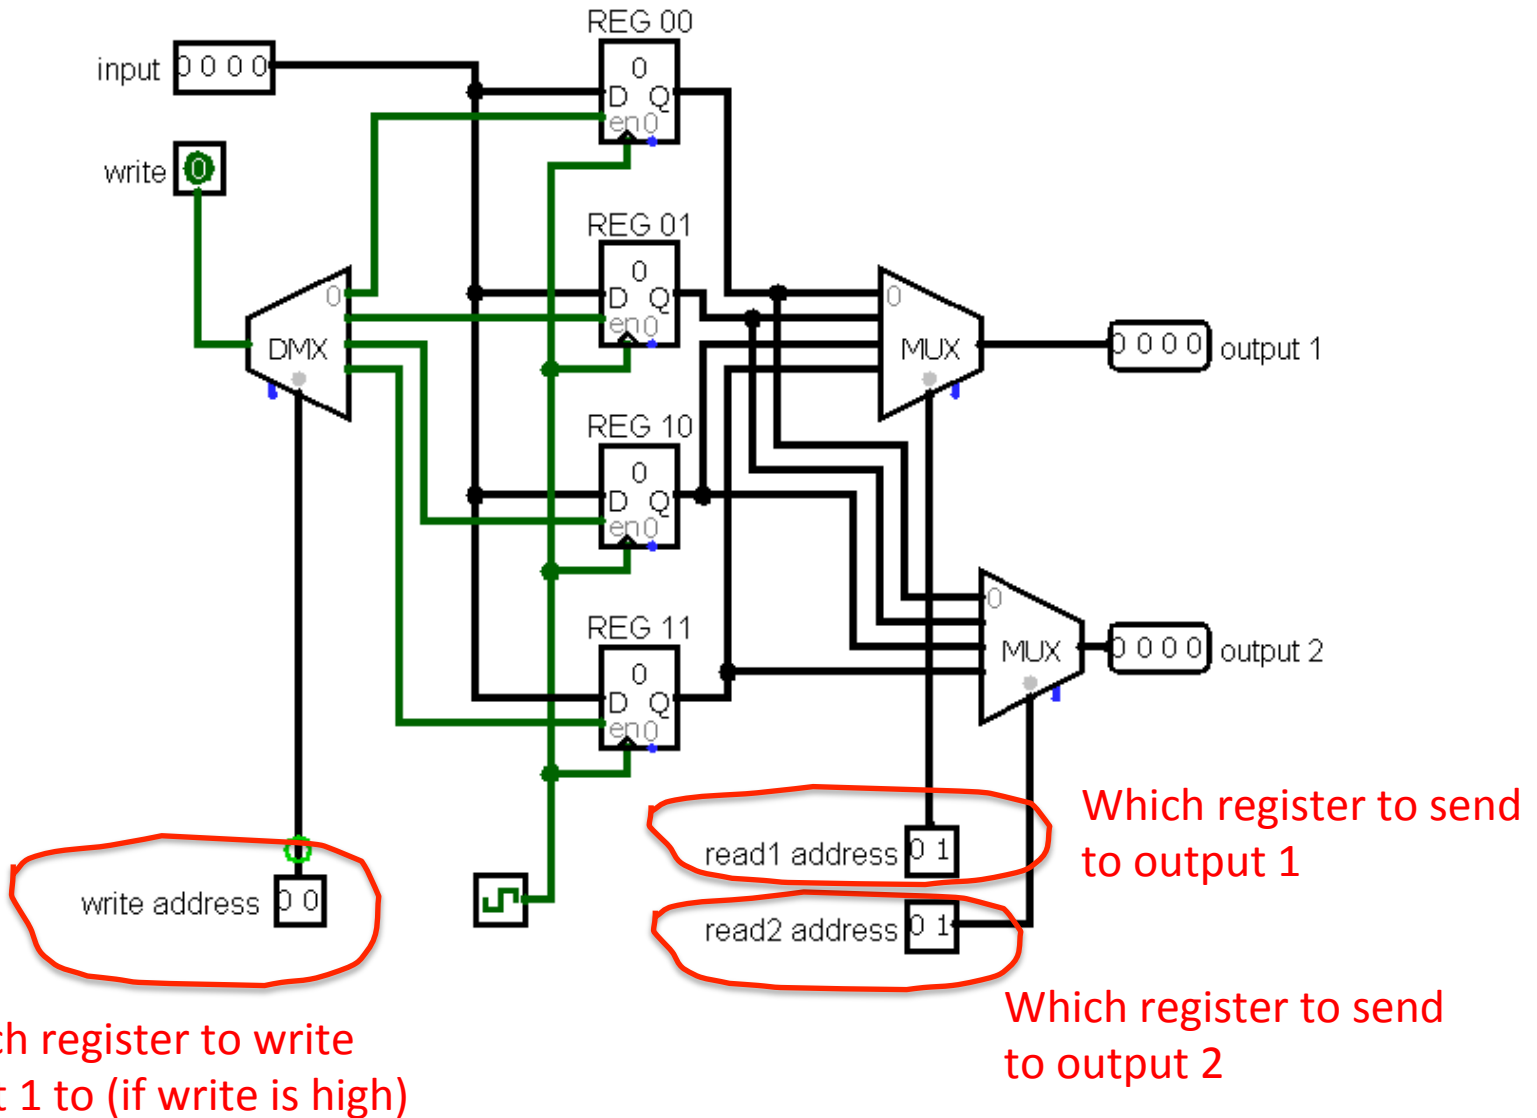 REG 00
input 0 0 0 0
0
D Q
en 0
write 0
REG 01
0
D Q
en 0
0
DMX
0
MUX
0 0 0 0 output 1
REG 10
0
D Q
en 0
0
MUX
0 0 0 0 output 2
REG 11
0
D Q
en 0
read1 address 0 1
Which register to send
to output 1
write address 0 0
read2 address 0 1
Which register to send
to output 2
register to write
1 to (if write is high)